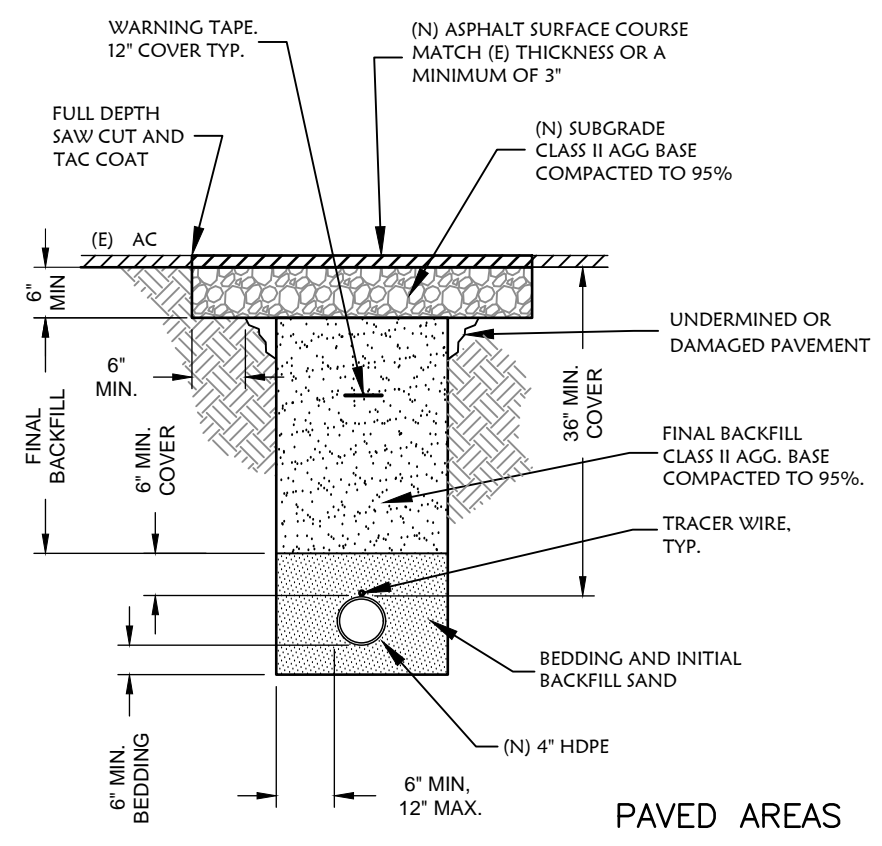 WARNING TAPE.
12" COVER TYP.
(N) ASPHALT SURFACE COURSE
MATCH (E) THICKNESS OR A
MINIMUM OF 3"
FULL DEPTH
SAW CUT AND
TAC COAT
(N) SUBGRADE
CLASS II AGG BASE
COMPACTED TO 95%
(E) AC
6"
MIN
UNDERMINED OR
DAMAGED PAVEMENT
6"
MIN.
FINAL
BACKFILL
6" MIN.
COVER
36" MIN.
COVER
FINAL BACKFILL
CLASS II AGG. BASE
COMPACTED TO 95%.
TRACER WIRE,
TYP.
BEDDING AND INITIAL
BACKFILL SAND
(N) 4" HDPE
6" MIN.
BEDDING
6" MIN,
12" MAX.
PAVED AREAS